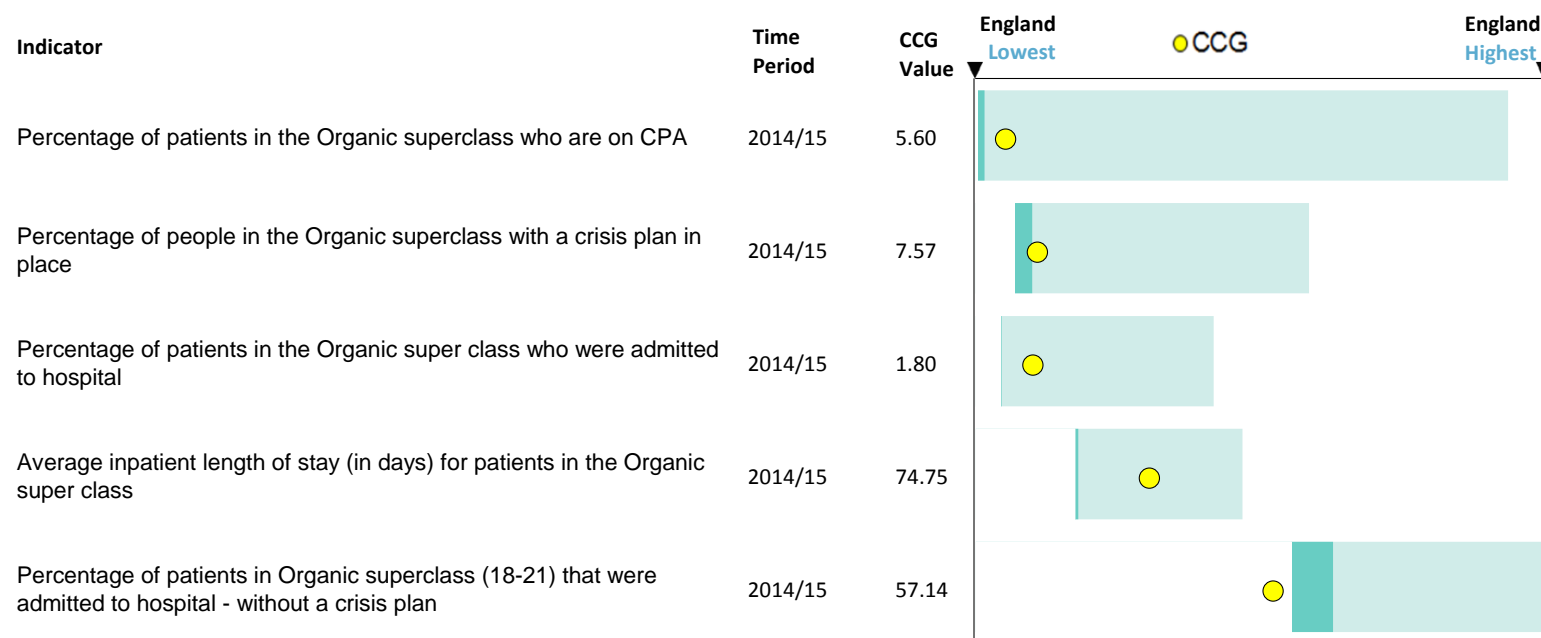 Indicator
Time
Period
CCG
Value
England
Lowest
CCG
England
Highest
Percentage of patients in the Organic superclass who are on CPA
2014/15
5.60
Percentage of people in the Organic superclass with a crisis plan in
place
2014/15
7.57
Percentage of patients in the Organic super class who were admitted
to hospital
2014/15
1.80
Average inpatient length of stay (in days) for patients in the Organic
super class
2014/15
74.75
Percentage of patients in Organic superclass (18-21) that were
admitted to hospital - without a crisis plan
2014/15
57.14